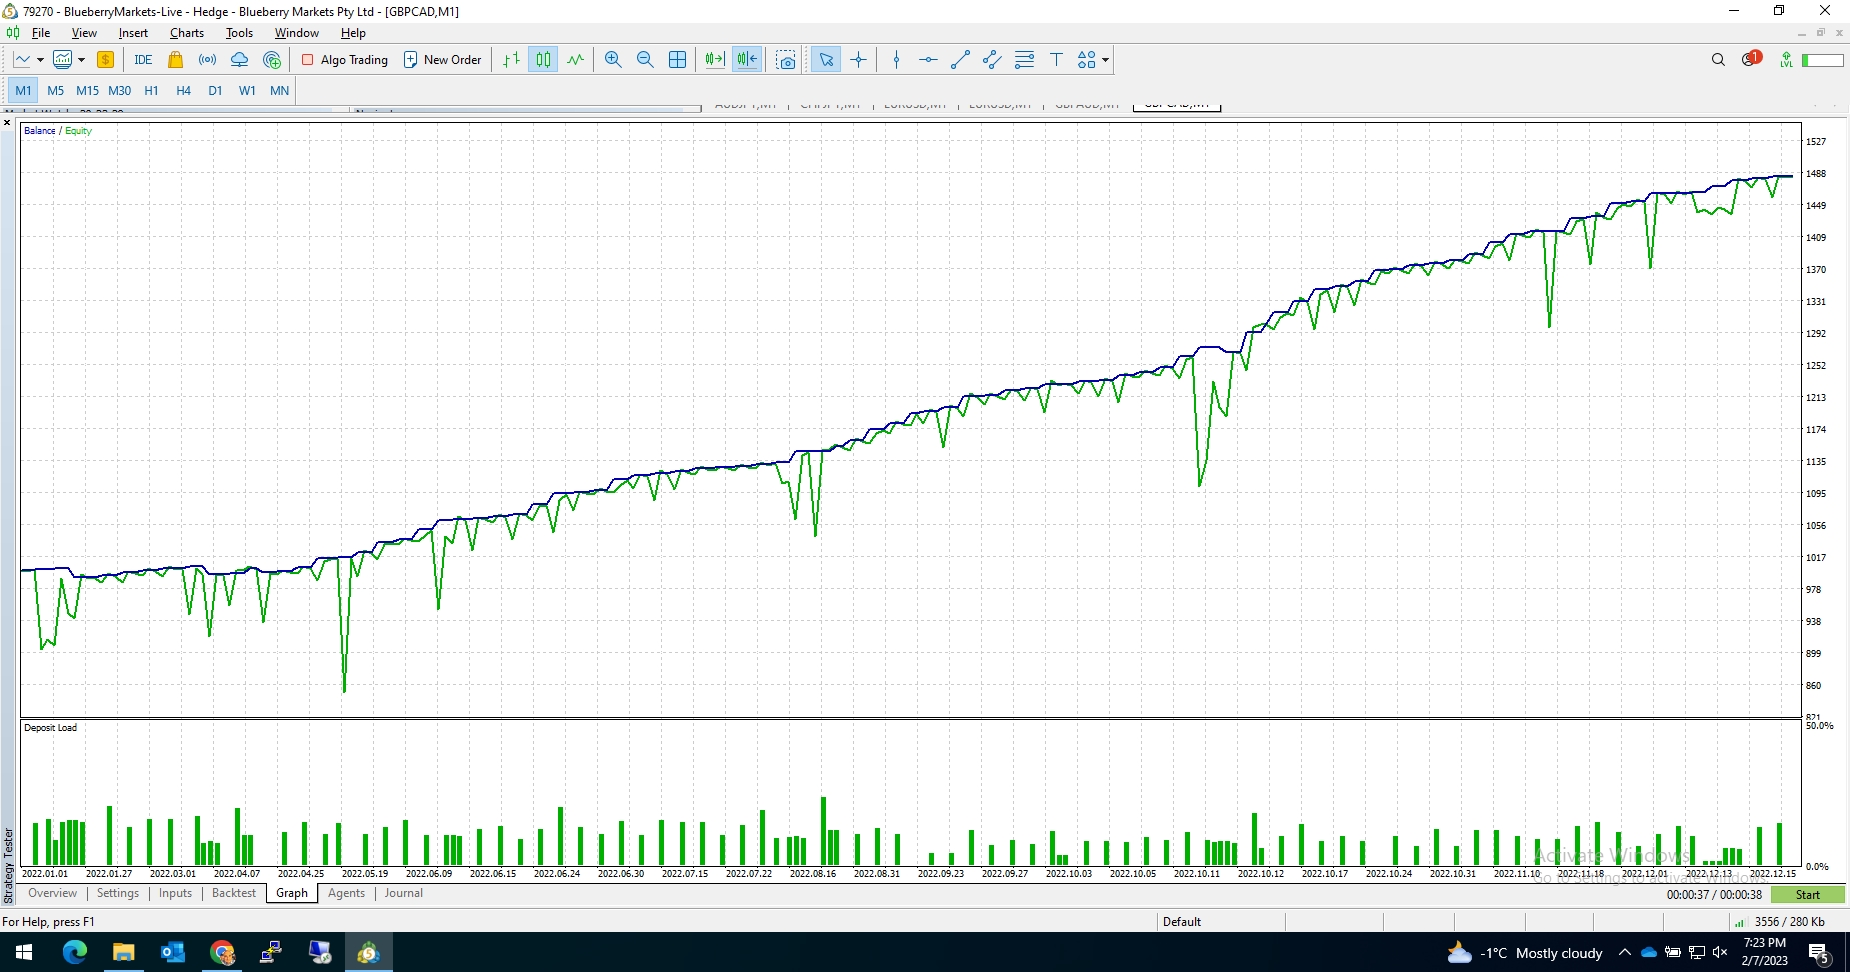 79270 - BlueberryMarkets-Live - Hedge - Blueberry Markets Pty Ltd - [GBPCAD,M1]
File View Insert Charts Tools Window Help
IDE Algo Trading New Order 1 LVL
M1 M5 M15 M30 H1 H4 D1 W1 MN
Balance / Equity
1527
1488
1449
1409
1370
1331
1292
1252
1213
1174
1135
1095
1056
1017
978
938
899
860
821
50.0%
Deposit Load
Activate Windows
0.0%
2022.01.01 2022.01.27 2022.03.01 2022.04.07 2022.04.25 2022.05.19 2022.06.09 2022.06.15 2022.06.24 2022.06.30 2022.07.15 2022.07.22 2022.08.16 2022.08.31 2022.09.23 2022.09.27 2022.10.03 2022.10.05 2022.10.11 2022.10.12 2022.10.17 2022.10.24 2022.10.31 2022.11.10 2022.11.18 2022.12.01 2022.12.13 2022.12.15
Go to Settings to activate Windows.
Strategy Tester
Overview Settings Inputs Backtest Graph Agents Journal 00:00:37 / 00:00:38 Start
For Help, press F1 Default 3556 / 280 Kb
-1°C Mostly cloudy 7:23 PM
2/7/2023 5